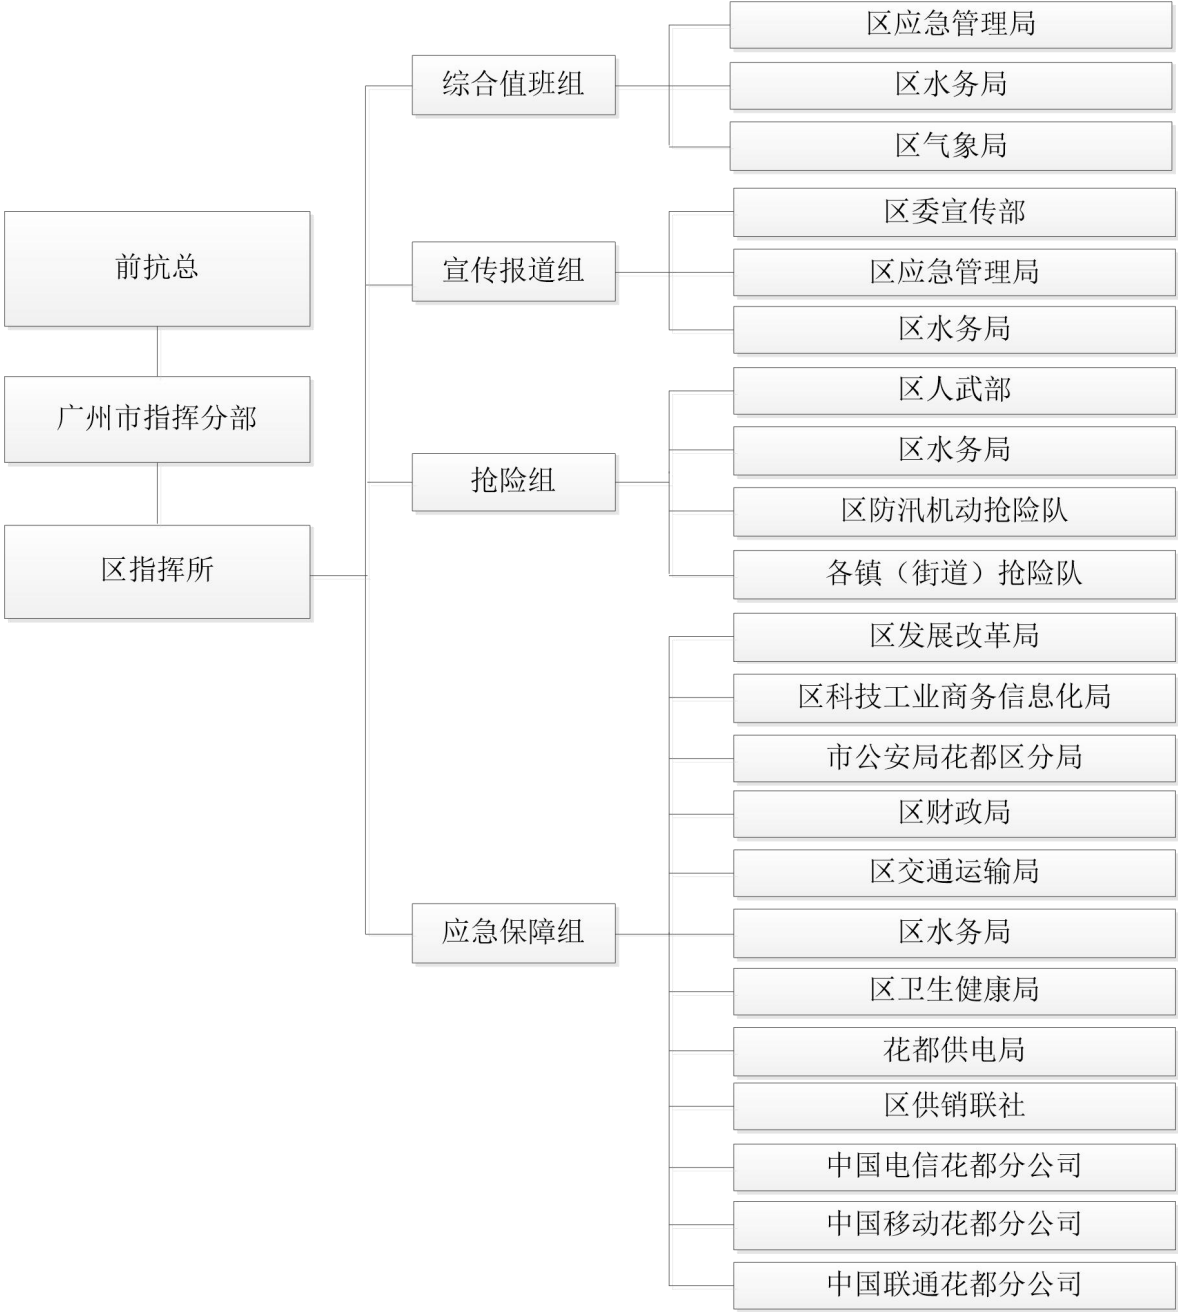 前抗总
广州市指挥分部
区指挥所
综合值班组
区应急管理局
区水务局
区气象局
宣传报道组
区委宣传部
区应急管理局
区水务局
抢险组
区人武部
区水务局
区防汛机动抢险队
各镇（街道）抢险队
应急保障组
区发展改革局
区科技工业商务信息化局
市公安局花都区分局
区财政局
区交通运输局
区水务局
区卫生健康局
花都供电局
区供销联社
中国电信花都分公司
中国移动花都分公司
中国联通花都分公司